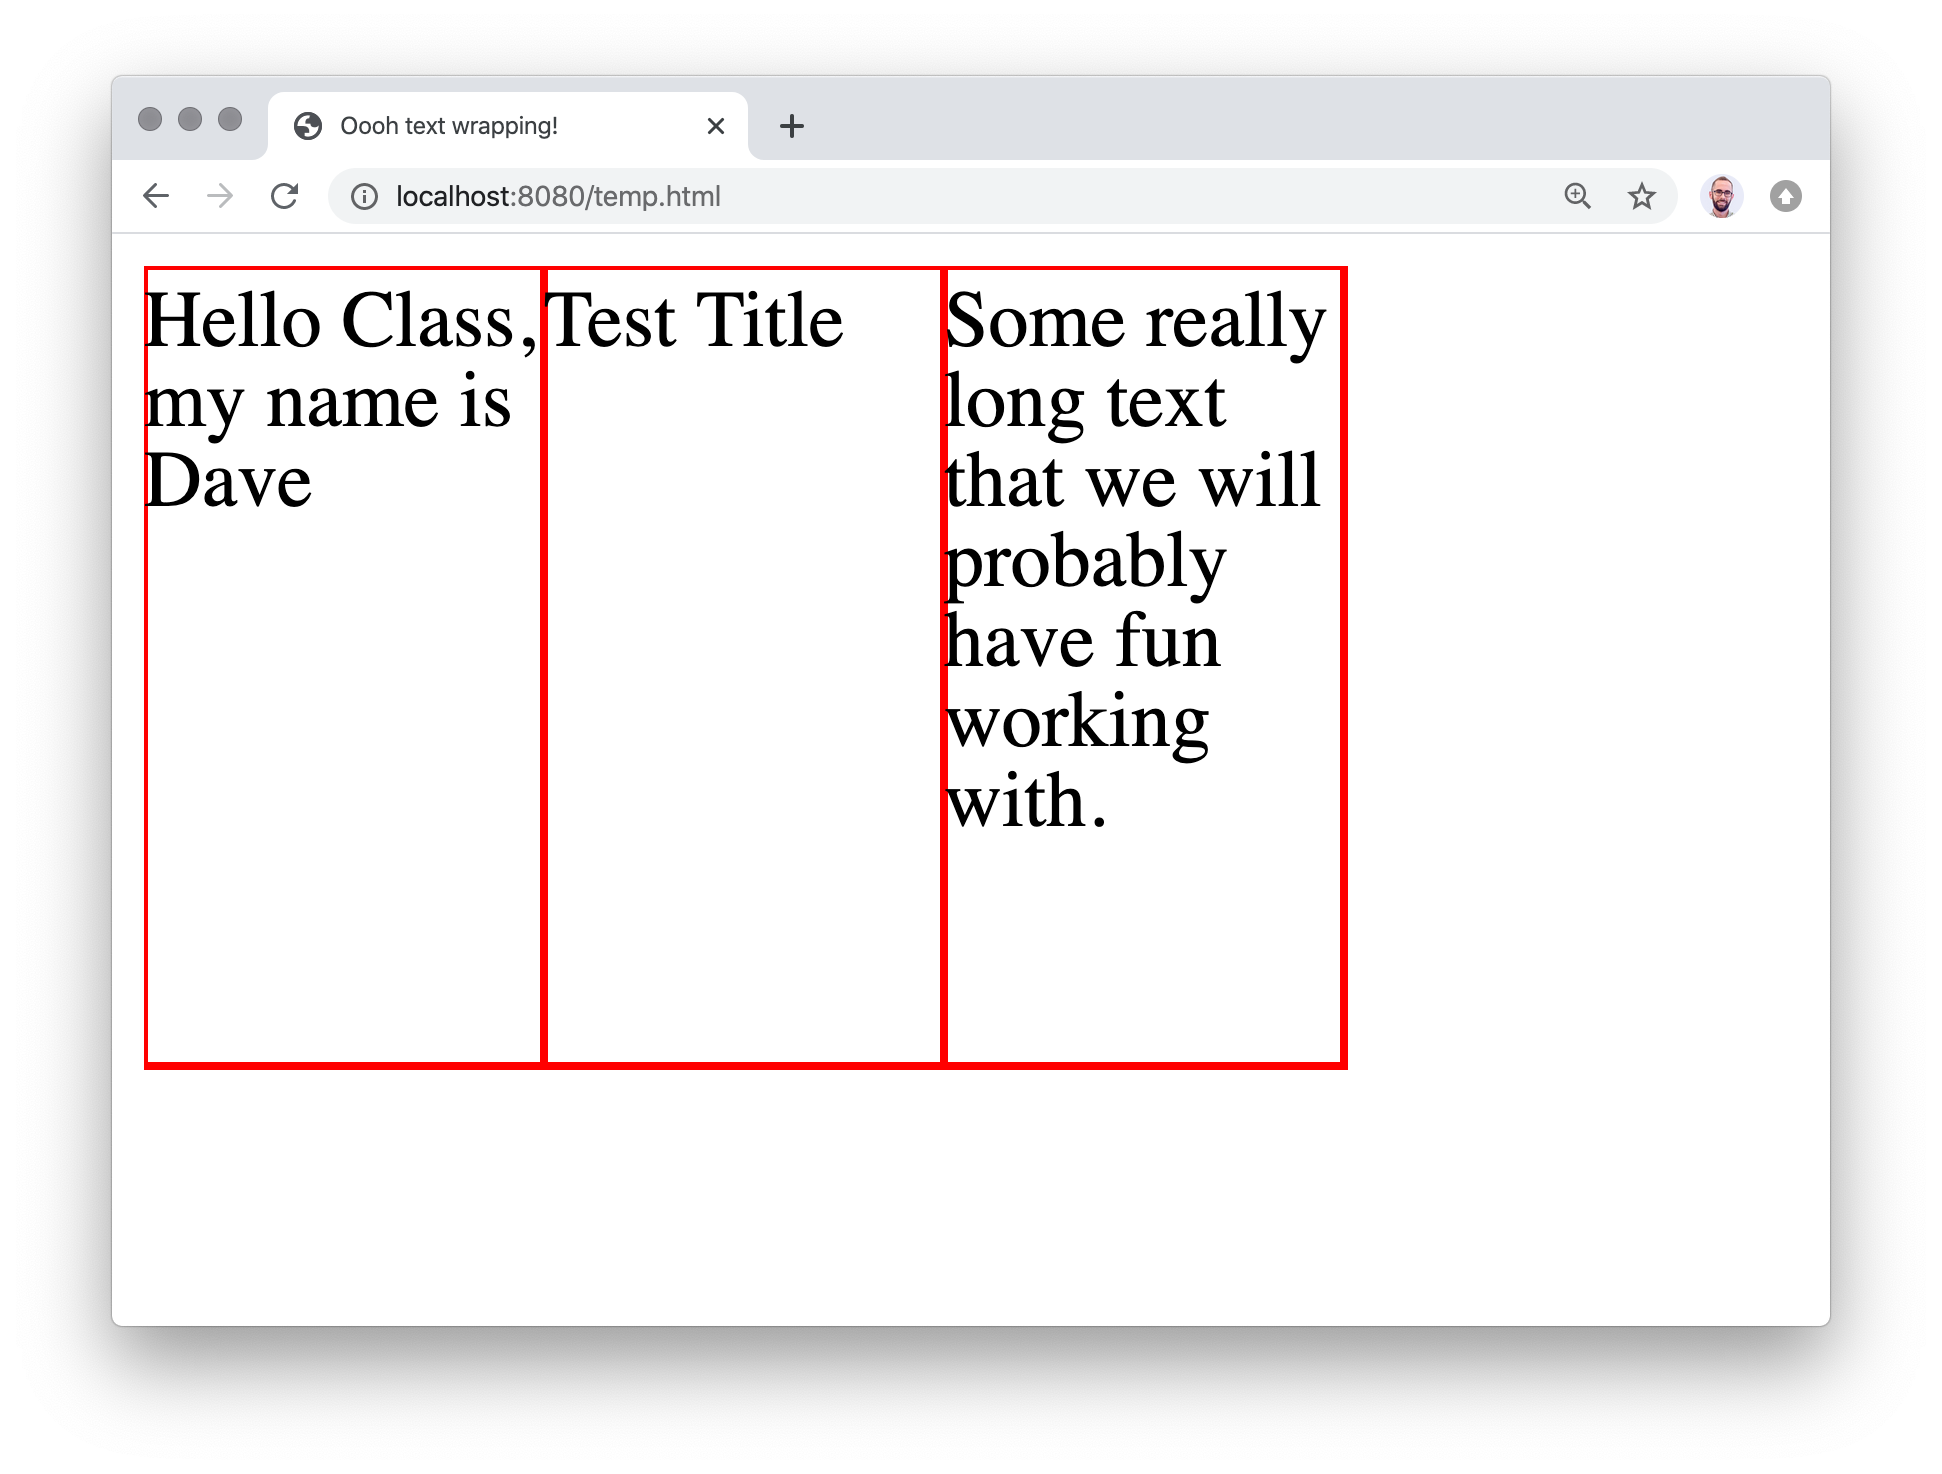 Oooh text wrapping!
localhost:8080/temp.html
Hello Class,
my name is
Dave
Test Title
Some really
long text
that we will
probably
have fun
working
with.